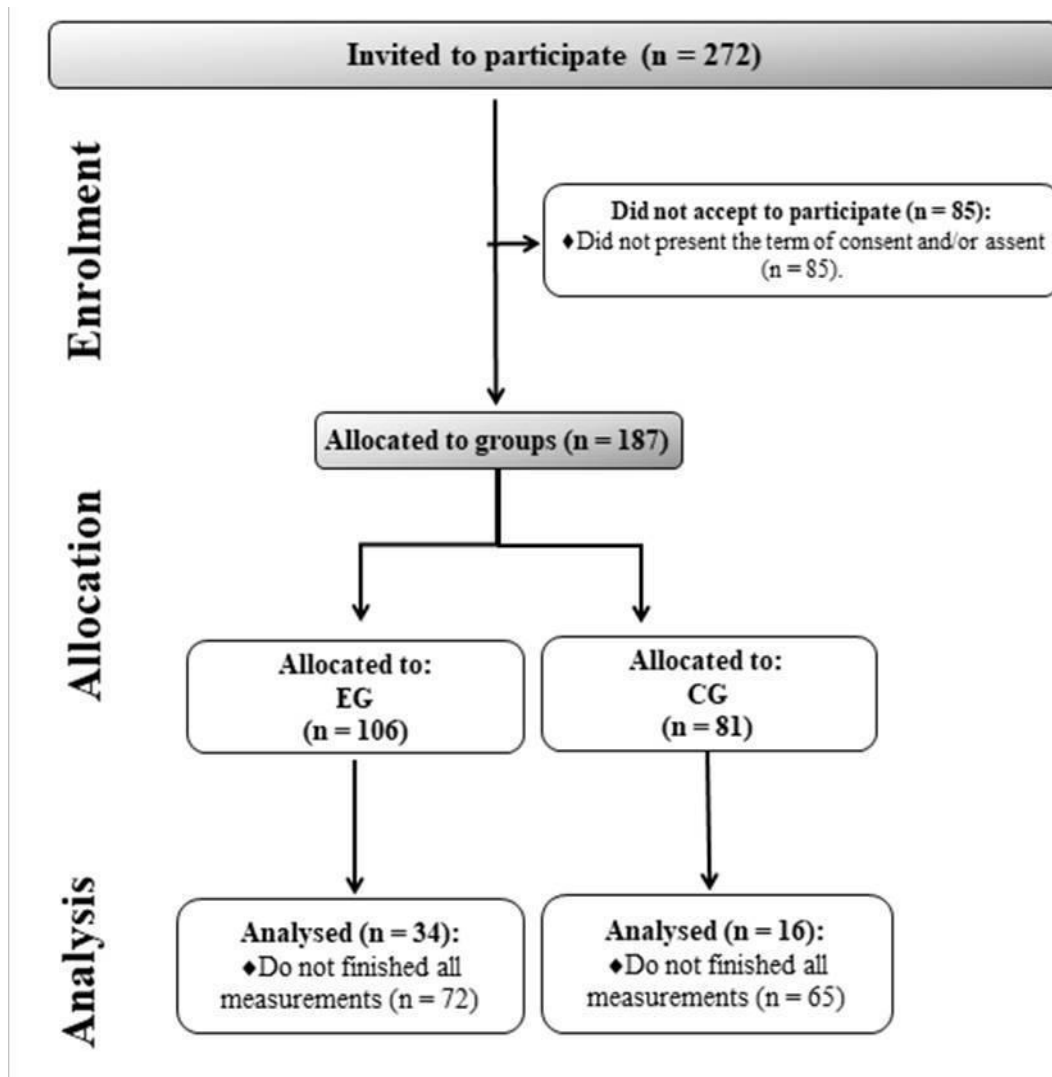 Invited to participate (n = 272)
Enrolment
Did not accept to participate (n = 85):
♦Did not present the term of consent and/or assent
(n = 85).
Allocated to groups (n = 187)
Allocation
Allocated to:
EG
(n = 106)
Allocated to:
CG
(n = 81)
Analysis
Analysed (n = 34):
♦Do not finished all
measurements (n = 72)
Analysed (n = 16):
♦Do not finished all
measurements (n = 65)